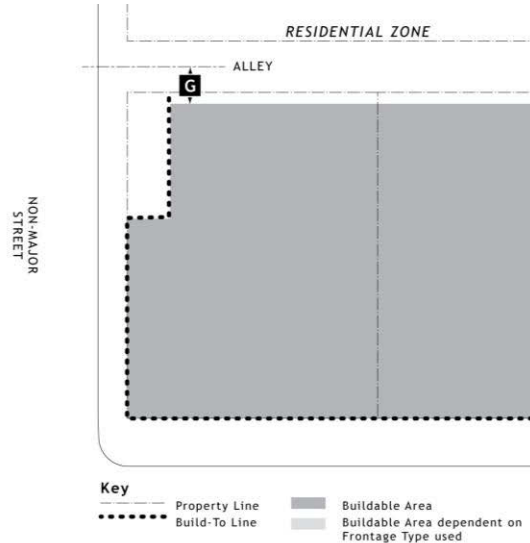 RESIDENTIAL ZONE
ALLEY
G
NON-MAJOR
STREET
Key
Property Line
Build-To Line
Buildable Area
Buildable Area dependent on
Frontage Type used